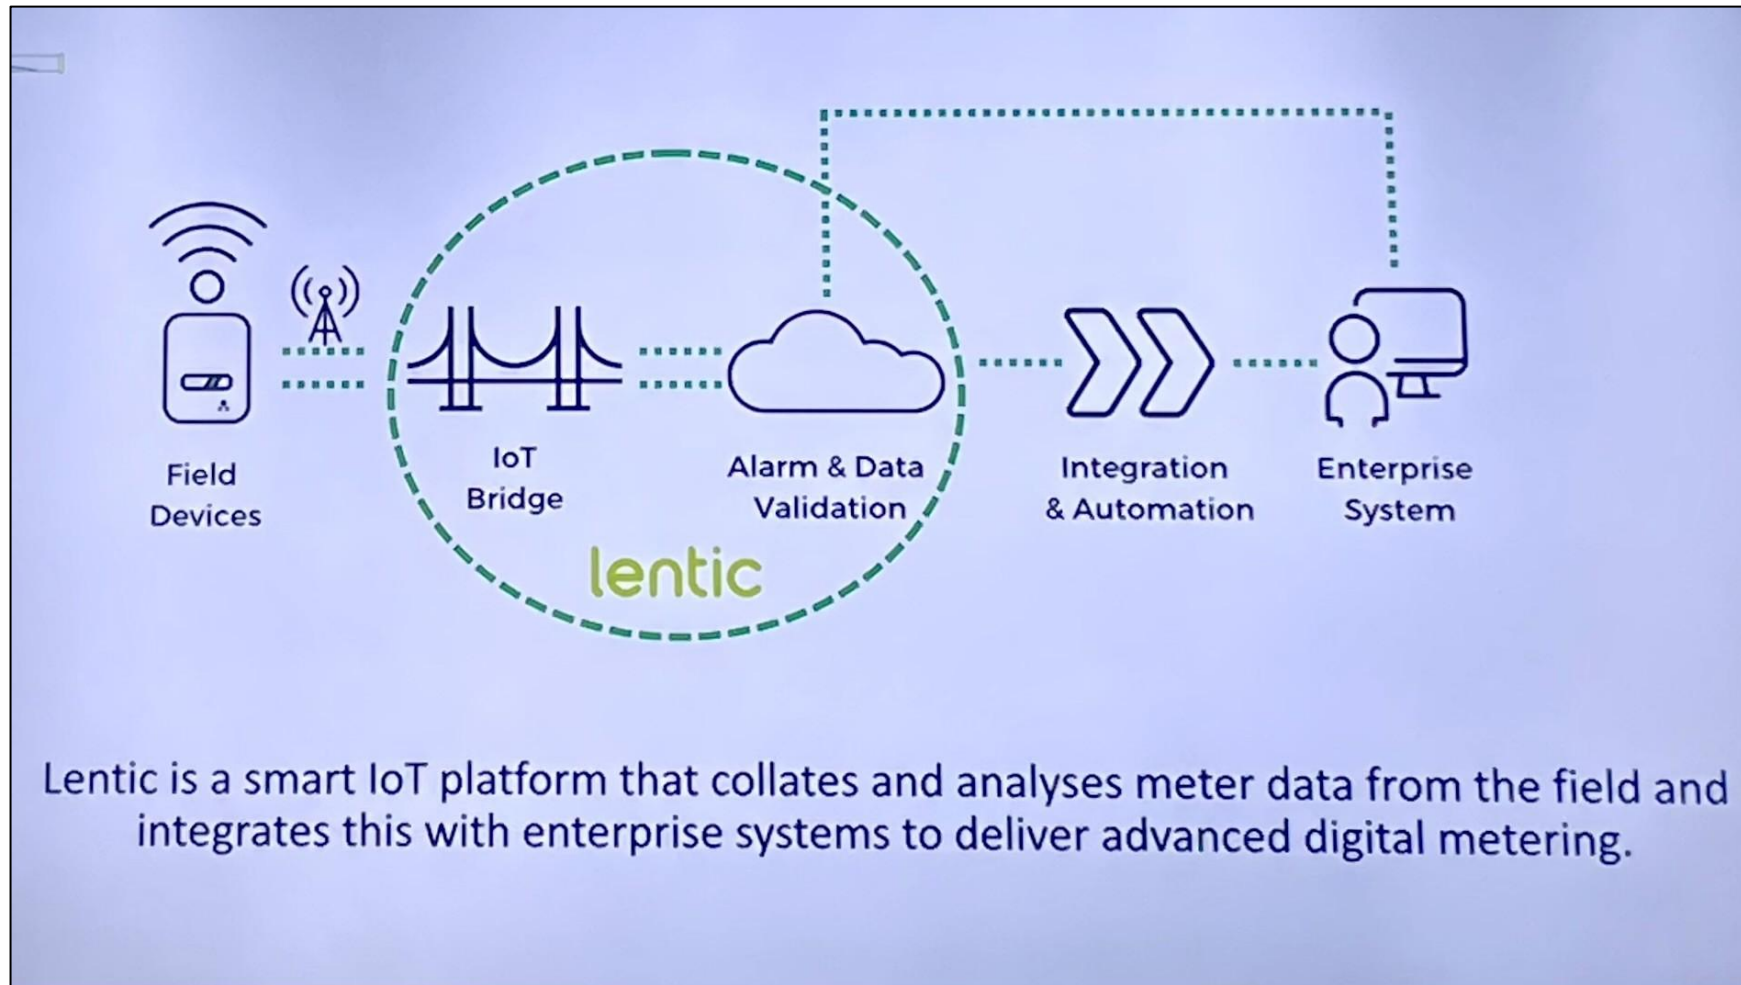 Field
Devices
IoT
Bridge
Alarm & Data
Validation
Integration
& Automation
Enterprise
System
lentic
Lentic is a smart IoT platform that collates and analyses meter data from the field and
integrates this with enterprise systems to deliver advanced digital metering.